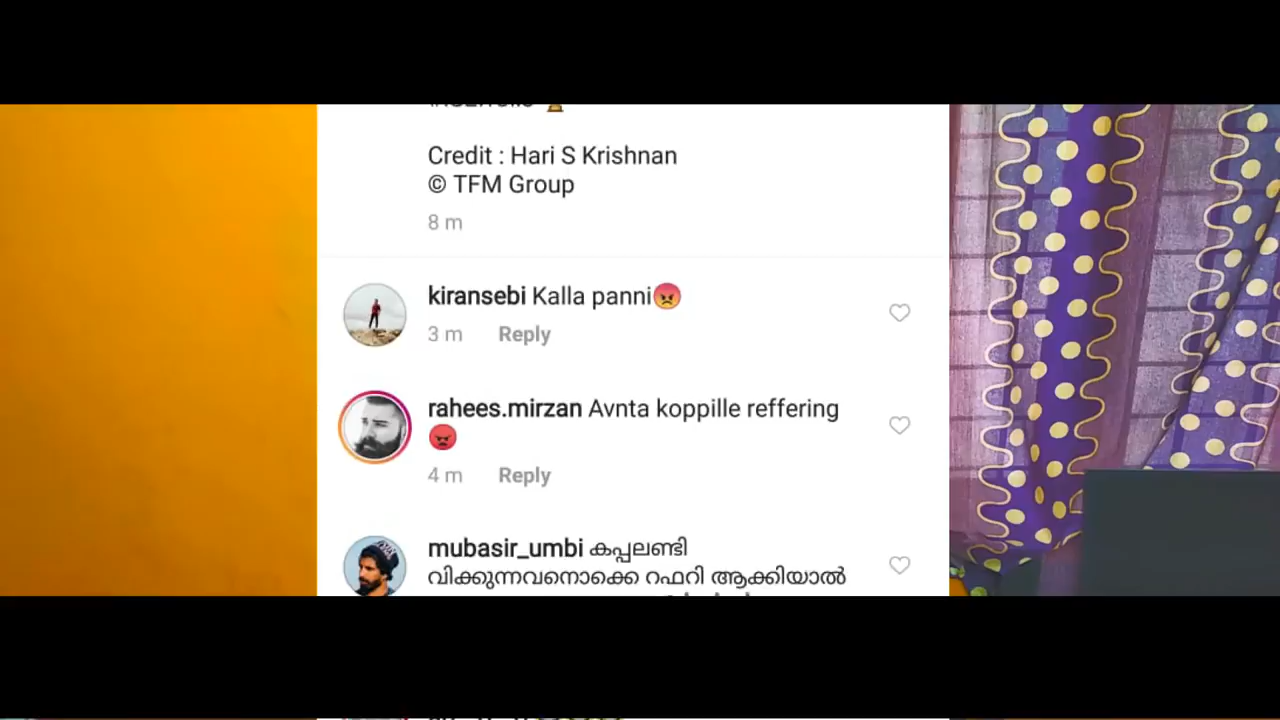 Credit : Hari S Krishnan
© TFM Group
8 m
kiransebi Kalla panni😡
3 m Reply
rahees.mirzan Avnta koppille reffering
😡
4 m Reply
mubasir_umbi കപ്പലണ്ടി
വിക്കുന്നവനൊക്കെ റഫറി ആക്കിയാൽ